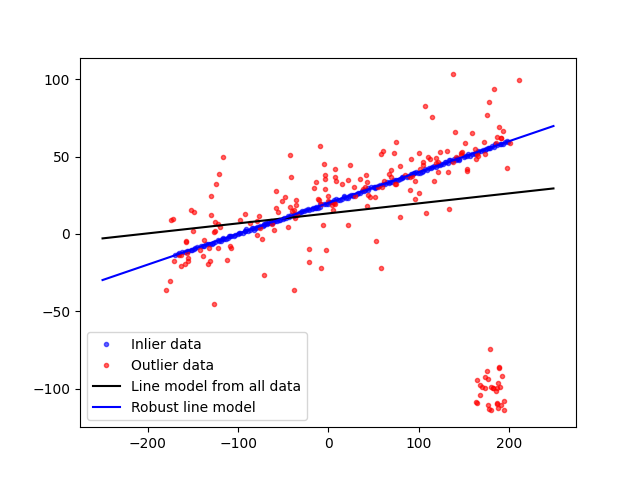 100
50
0
−50
−100
Inlier data
Outlier data
Line model from all data
Robust line model
−200
−100
0
100
200